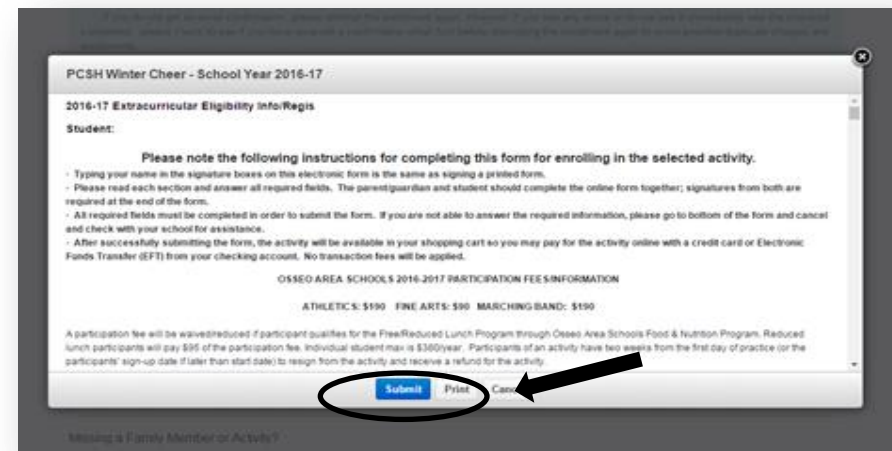 PCSH Winter Cheer - School Year 2016-17
2016-17 Extracurricular Eligibility Info/Regis
Student:
Please note the following instructions for completing this form for enrolling in the selected activity.
- Typing your name in the signature boxes on this electronic form is the same as signing a printed form.
- Please read each section and answer all required fields. The parent/guardian and student should complete the online form together; signatures from both are
required at the end of the form.
- All required fields must be completed in order to submit the form. If you are not able to answer the required information, please go to bottom of the form and cancel
and check with your school for assistance.
- After successfully submitting the form, the activity will be available in your shopping cart so you may pay for the activity online with a credit card or Electronic
Funds Transfer (EFT) from your checking account. No transaction fees will be applied.
OSSEO AREA SCHOOLS 2016-2017 PARTICIPATION FEES/INFORMATION
ATHLETICS: $190 FINE ARTS: $90 MARCHING BAND: $190
A participation fee will be waived/reduced if participant qualifies for the Free/Reduced Lunch Program through Osseo Area Schools Food & Nutrition Program. Reduced
lunch participants will pay $95 of the participation fee. Individual student max is $380/year. Participants of an activity have two weeks from the first day of practice (or the
participants' sign-up date if later than start date) to resign from the activity and receive a refund for the activity.
Submit Print Canc
Missing a Family Member or Activity?